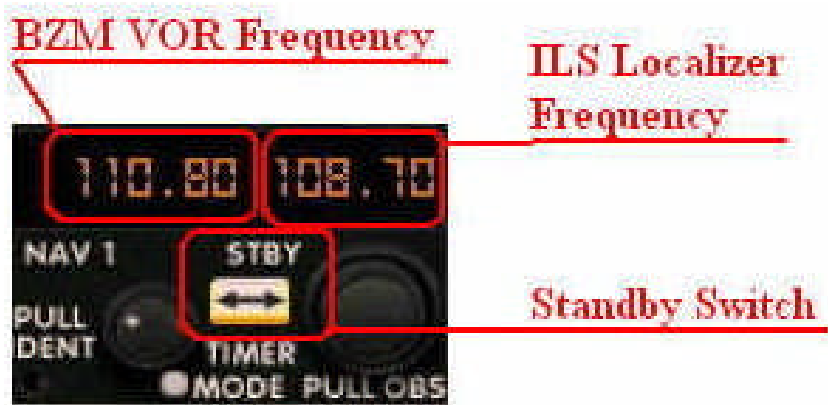 BZM VOR Frequency
ILS Localizer
Frequency
110.80 108.70
NAV 1 STBY
Standby Switch
PULL
IDENT TIMER
MODE PULL OBS